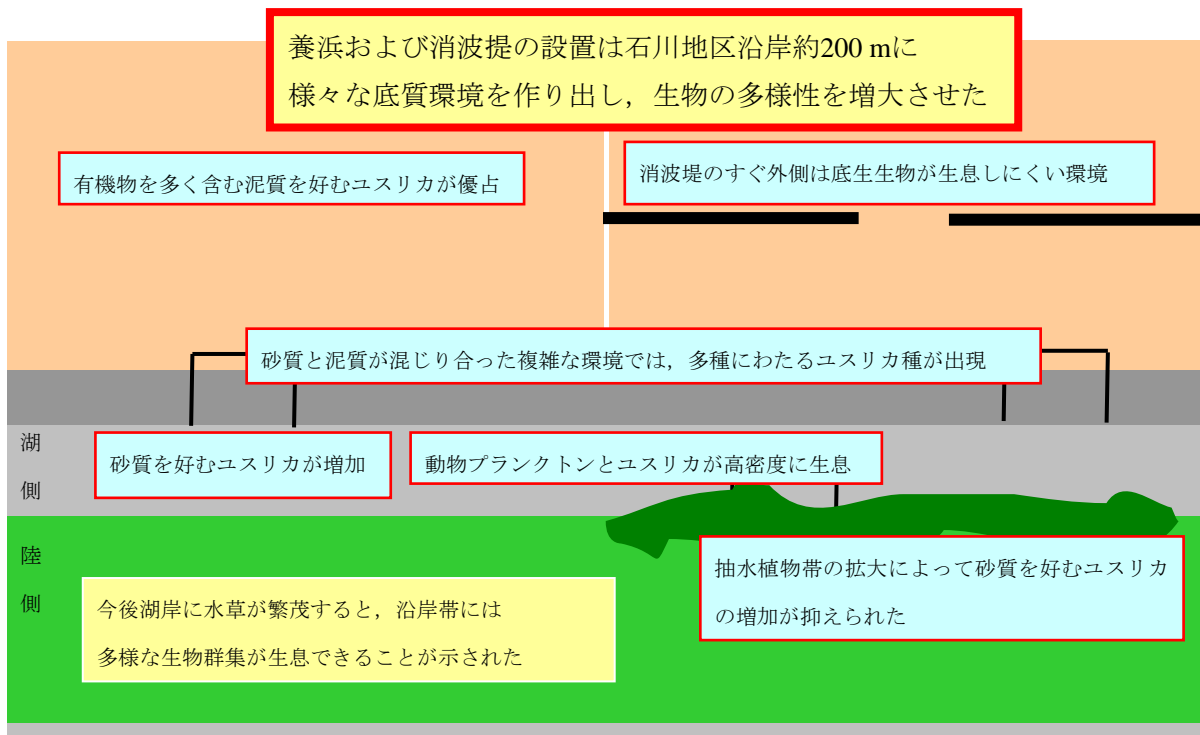 養浜および消波提の設置は石川地区沿岸約200 mに
様々な底質環境を作り出し，生物の多様性を増大させた
有機物を多く含む泥質を好むユスリカが優占
消波堤のすぐ外側は底生生物が生息しにくい環境
砂質と泥質が混じり合った複雑な環境では，多種にわたるユスリカ種が出現
湖
側
砂質を好むユスリカが増加
動物プランクトンとユスリカが高密度に生息
陸
側
抽水植物帯の拡大によって砂質を好むユスリカ
の増加が抑えられた
今後湖岸に水草が繁茂すると，沿岸帯には
多様な生物群集が生息できることが示された